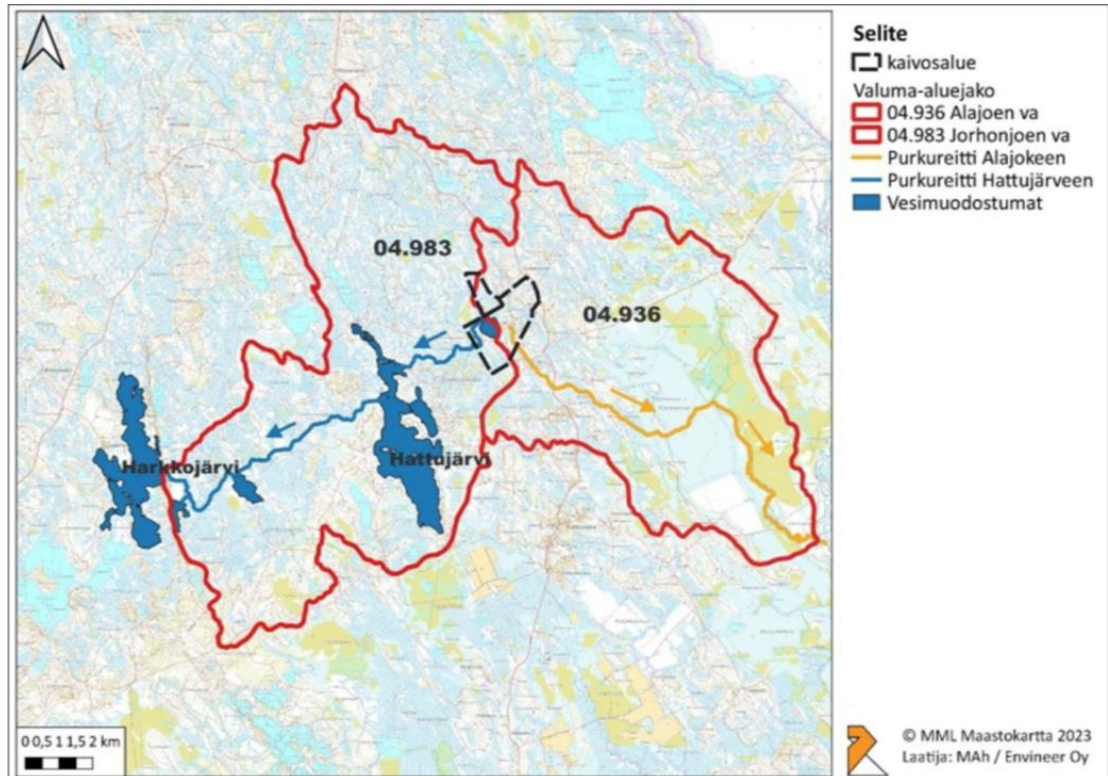 Selite
kaivosalue
Valuma-aluejako
04.936 Alajoen va
04.983 Jorhonjoen va
Purkureitti Alajokeen
Purkureitti Hattujärveen
Vesimuodostumat
04.983
04.936
Harkkojärvi
Hattujärvi
0 0,5 1 1,5 2 km
© MML Maastokartta 2023
Laatija: MAh / Envineer Oy